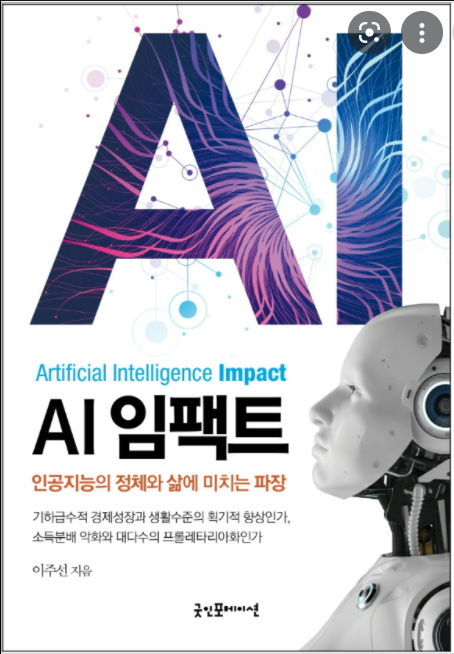 AI
Artificial Intelligence Impact
AI 임팩트
인공지능의 정체와 삶에 미치는 파장
기하급수적 경제성장과 생활수준의 획기적 향상인가,
소득분배 악화와 대다수의 프롤레타리아화인가
이주선 지음
굿인포메이션